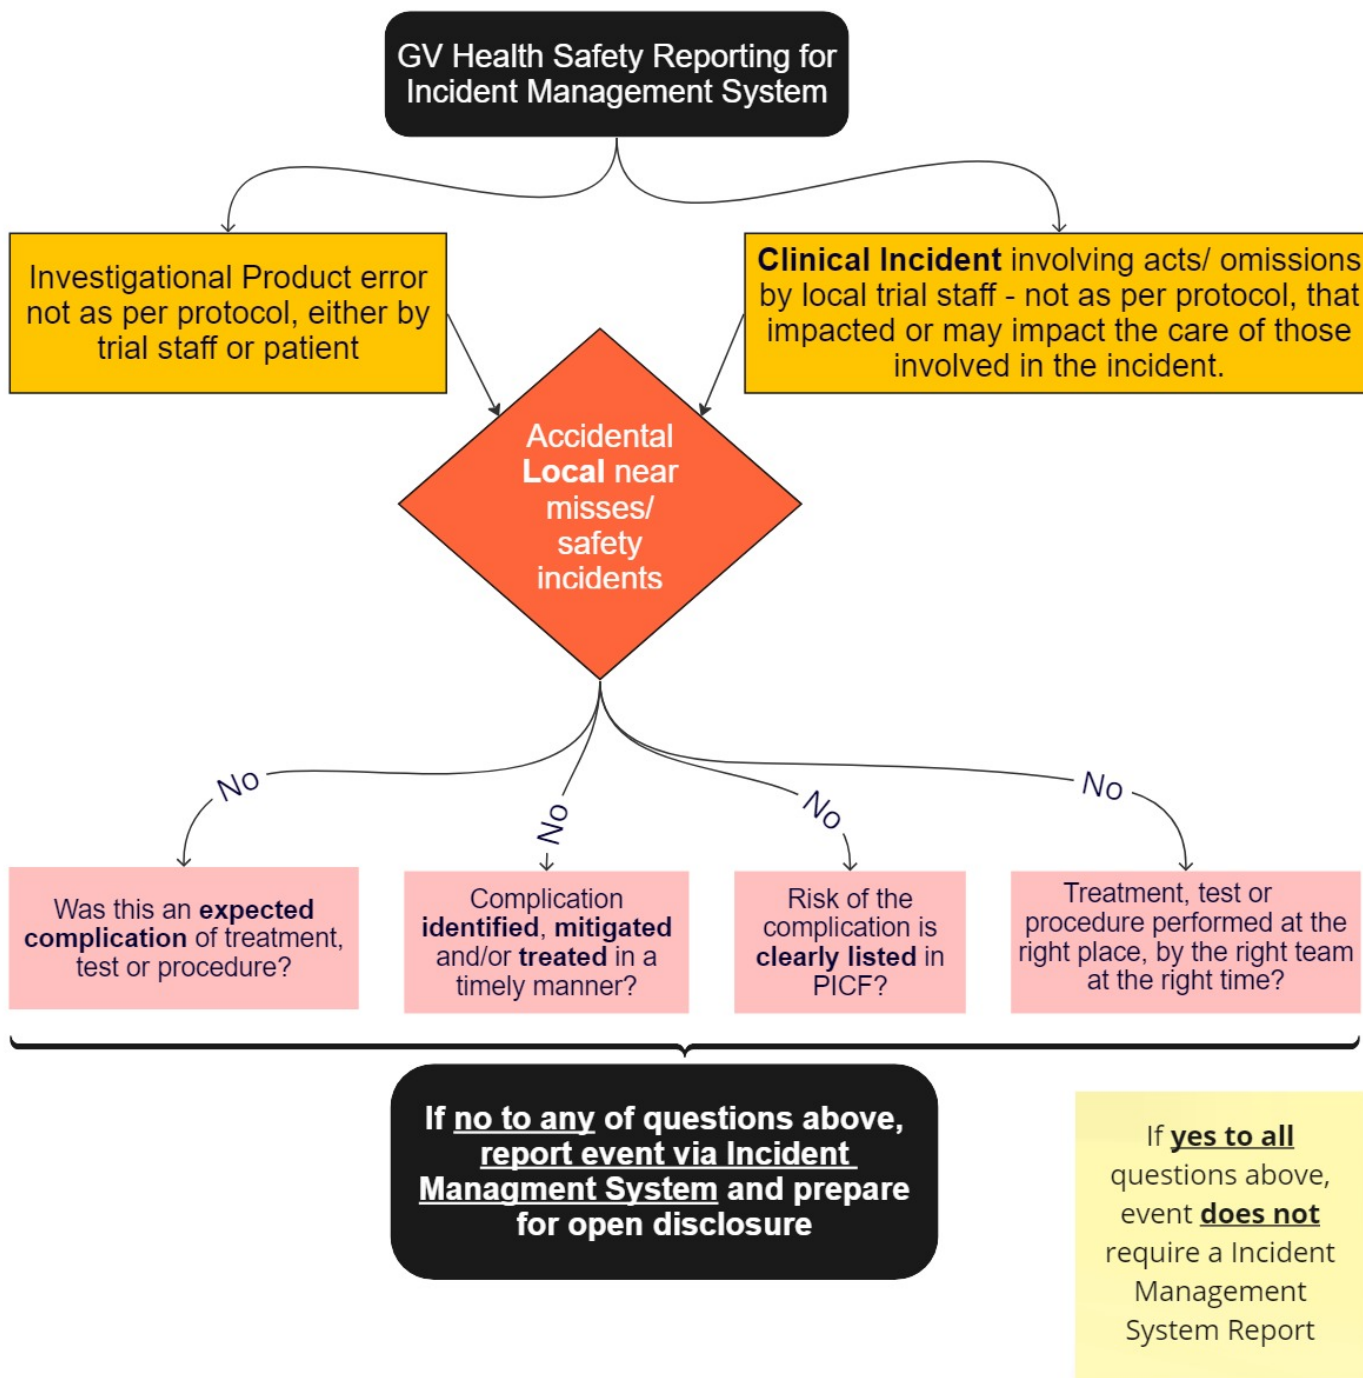 GV Health Safety Reporting for
Incident Management System
Investigational Product error
not as per protocol, either by
trial staff or patient
Clinical Incident involving acts/ omissions
by local trial staff - not as per protocol, that
impacted or may impact the care of those
involved in the incident.
Accidental
Local near
misses/
safety
incidents
No
No
No
No
Was this an expected
complication of treatment,
test or procedure?
Complication
identified, mitigated
and/or treated in a
timely manner?
Risk of the
complication is
clearly listed in
PICF?
Treatment, test or
procedure performed at the
right place, by the right team
at the right time?
If no to any of questions above,
report event via Incident
Managment System and prepare
for open disclosure
If yes to all
questions above,
event does not
require a Incident
Management
System Report